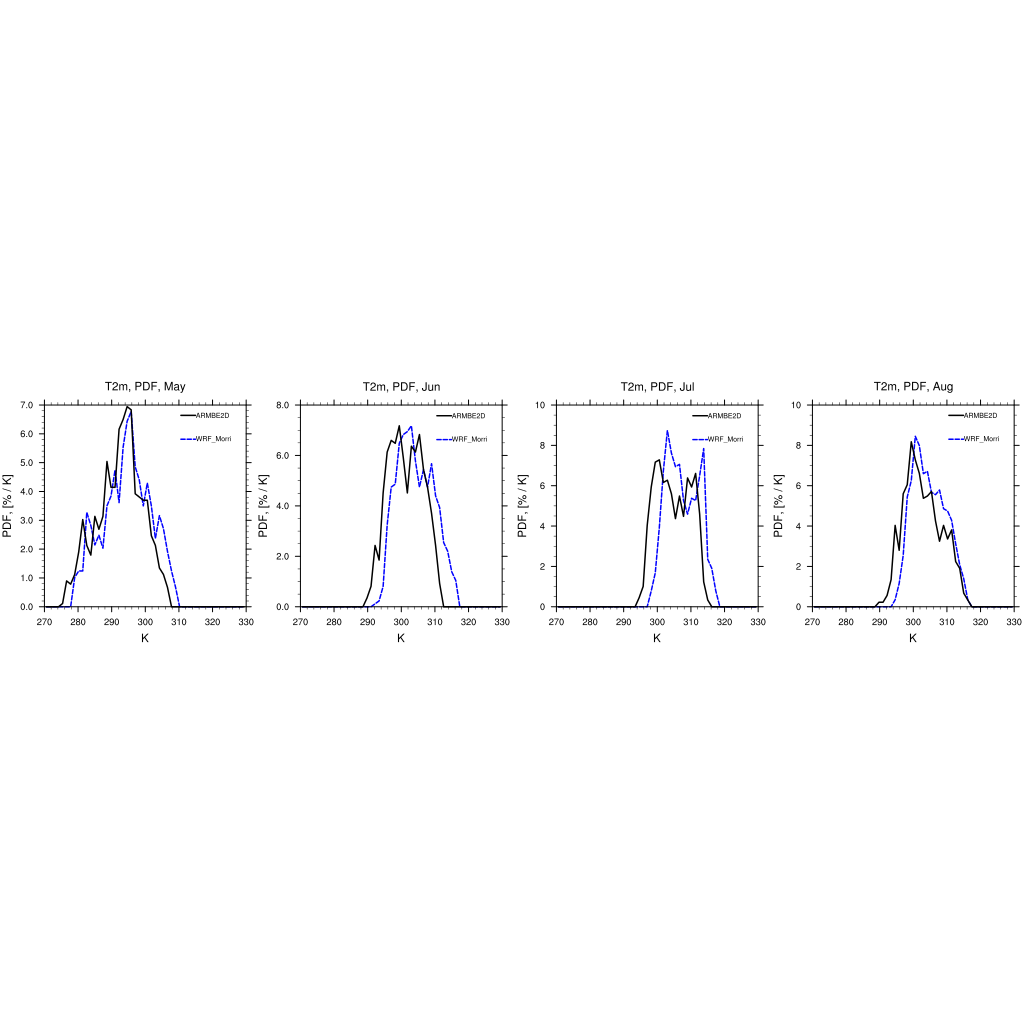 T2m, PDF, May
PDF, [% / K]
7.0
6.0
5.0
4.0
3.0
2.0
1.0
0.0
ARMBE2D
WRF_Morri
270 280 290 300 310 320 330
K
T2m, PDF, Jun
PDF, [% / K]
8.0
6.0
4.0
2.0
0.0
ARMBE2D
WRF_Morri
270 280 290 300 310 320 330
K
T2m, PDF, Jul
PDF, [% / K]
10
8
6
4
2
0
ARMBE2D
WRF_Morri
270 280 290 300 310 320 330
K
T2m, PDF, Aug
PDF, [% / K]
10
8
6
4
2
0
ARMBE2D
WRF_Morri
270 280 290 300 310 320 330
K